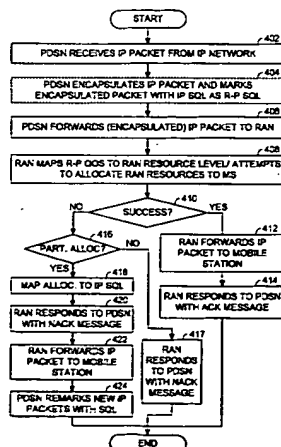 START
402
PDSN RECEIVES IP PACKET FROM IP NETWORK
404
PDSN ENCAPSULATES IP PACKET AND MARKS
ENCAPSULATED PACKET WITH IP SQL AS R-P SQL
406
PDSN FORWARDS (ENCAPSULATED) IP PACKET TO RAN
408
RAN MAPS R-P QOS TO RAN RESOURCE LEVEL/ ATTEMPTS
TO ALLOCATE RAN RESOURCES TO MS
410
NO
SUCCESS?
YES
412
RAN FORWARDS IP
PACKET TO MOBILE
STATION
414
RAN RESPONDS TO PDSN
WITH ACK MESSAGE
416
PART. ALLOC?
NO
YES
418
MAP ALLOC. TO IP SQL
420
RAN RESPONDS TO PDSN
WITH NACK MESSAGE
422
RAN FORWARDS IP
PACKET TO MOBILE
STATION
424
PDSN REMARKS NEW IP
PACKETS WITH SQL
417
RAN
RESPONDS
TO PDSN
WITH NACK
MESSAGE
END